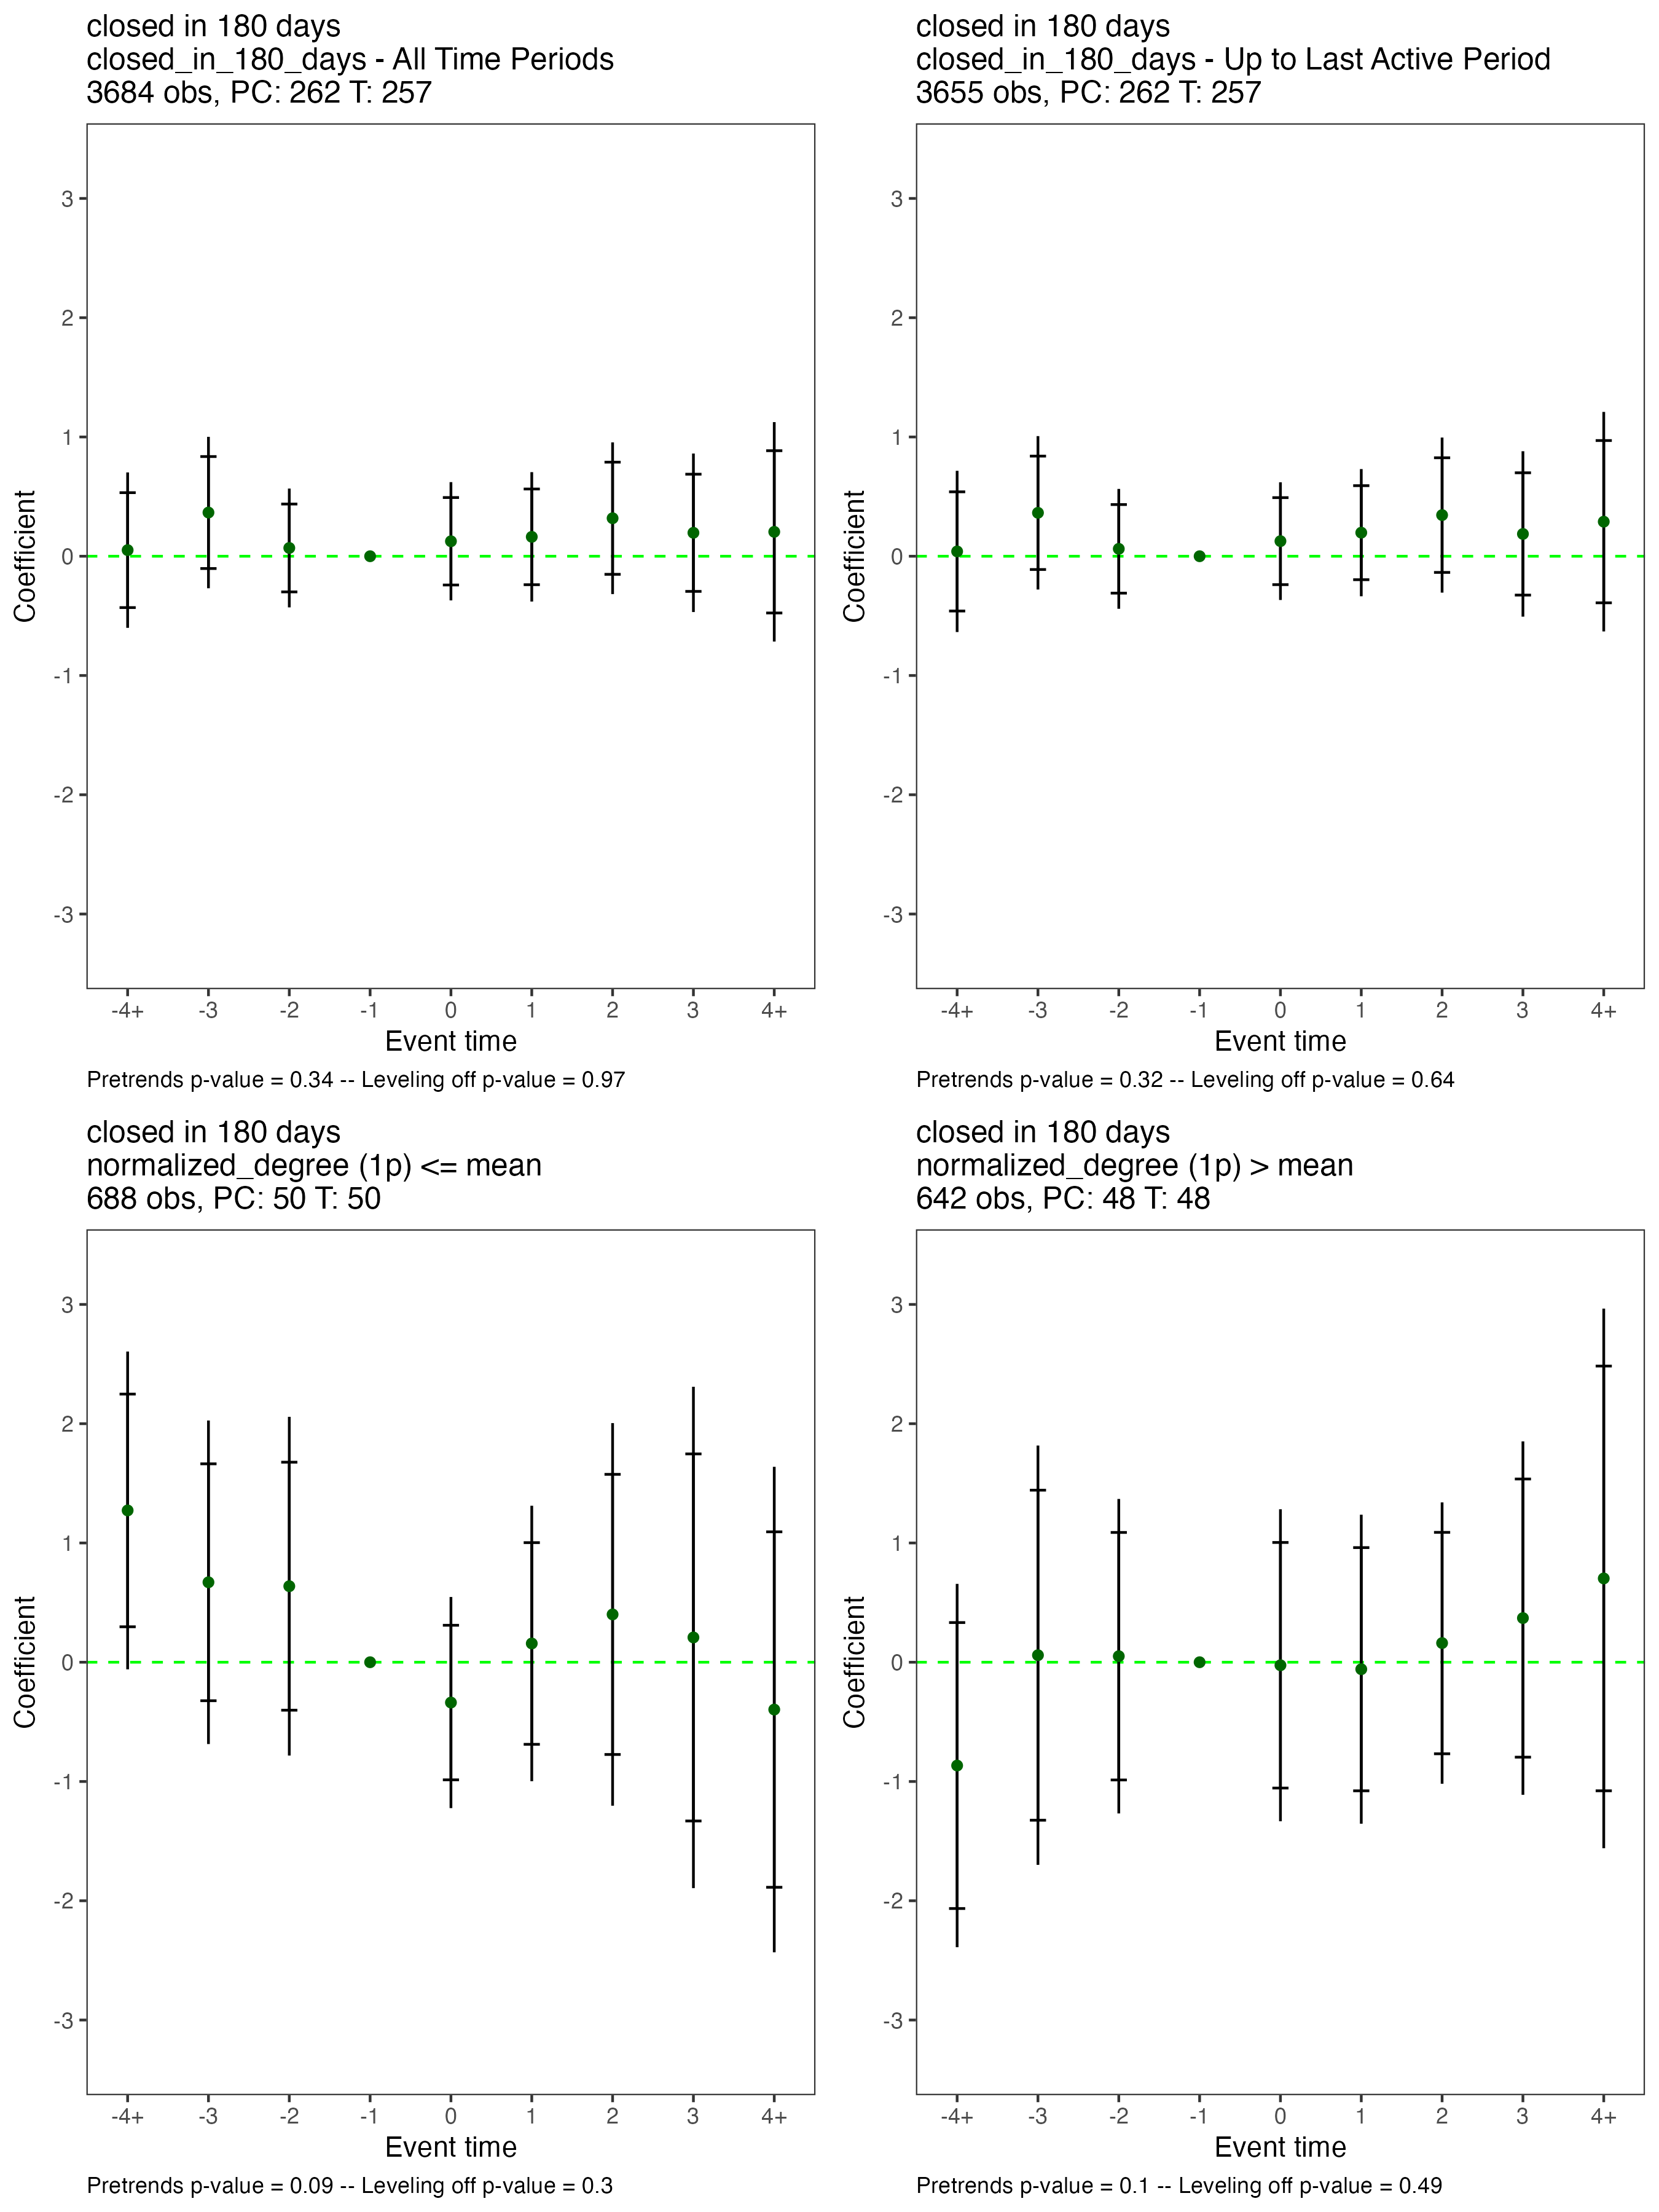 closed in 180 days
closed_in_180_days - All Time Periods
3684 obs, PC: 262 T: 257
3
2
1
0
-1
-2
-3
Coefficient
-4+ -3 -2 -1 0 1 2 3 4+
Event time
Pretrends p-value = 0.34 -- Leveling off p-value = 0.97
closed in 180 days
closed_in_180_days - Up to Last Active Period
3655 obs, PC: 262 T: 257
3
2
1
0
-1
-2
-3
Coefficient
-4+ -3 -2 -1 0 1 2 3 4+
Event time
Pretrends p-value = 0.32 -- Leveling off p-value = 0.64
closed in 180 days
normalized_degree (1p) <= mean
688 obs, PC: 50 T: 50
3
2
1
0
-1
-2
-3
Coefficient
-4+ -3 -2 -1 0 1 2 3 4+
Event time
Pretrends p-value = 0.09 -- Leveling off p-value = 0.3
closed in 180 days
normalized_degree (1p) > mean
642 obs, PC: 48 T: 48
3
2
1
0
-1
-2
-3
Coefficient
-4+ -3 -2 -1 0 1 2 3 4+
Event time
Pretrends p-value = 0.1 -- Leveling off p-value = 0.49